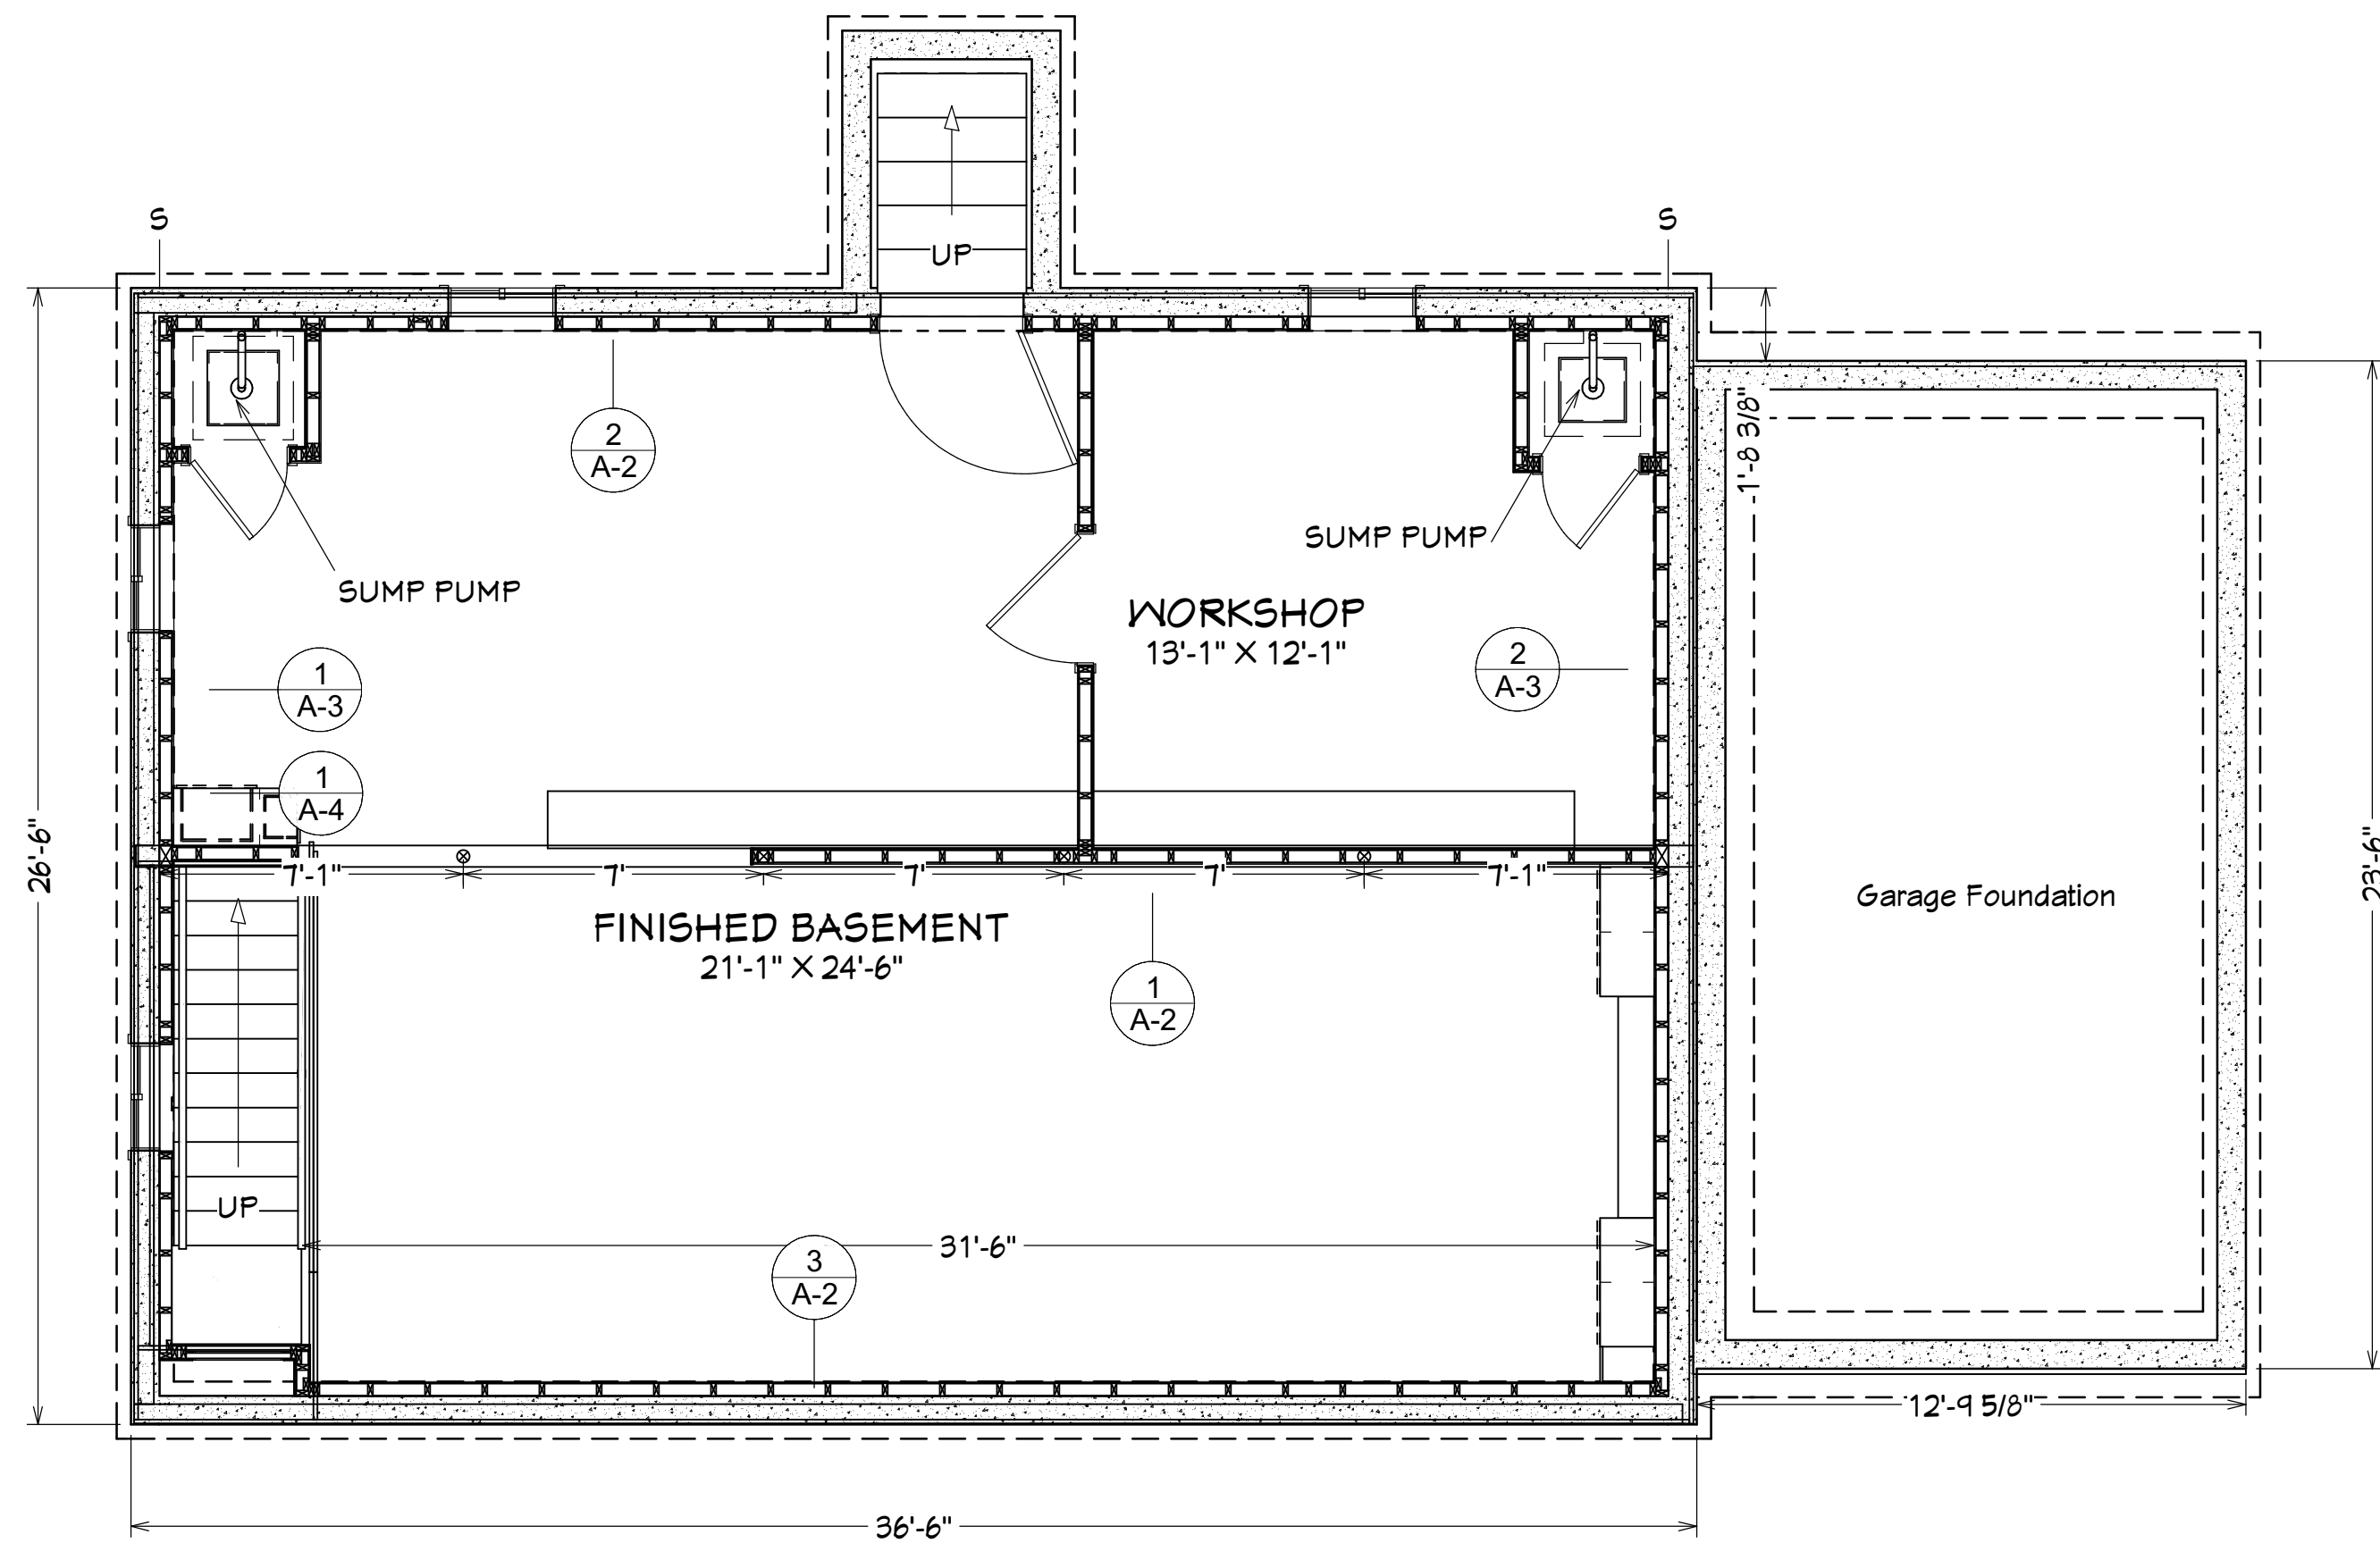 UP
S
S
1'-8 3/8"
2
A-2
SUMP PUMP
SUMP PUMP
WORKSHOP
13'-1" X 12'-1"
1
A-3
2
A-3
1
A-4
26'-6"
23'-6"
7'-1"
7'
7'
7'
7'-1"
Garage Foundation
FINISHED BASEMENT
21'-1" X 24'-6"
1
A-2
UP
31'-6"
3
A-2
12'-9 5/8"
36'-6"